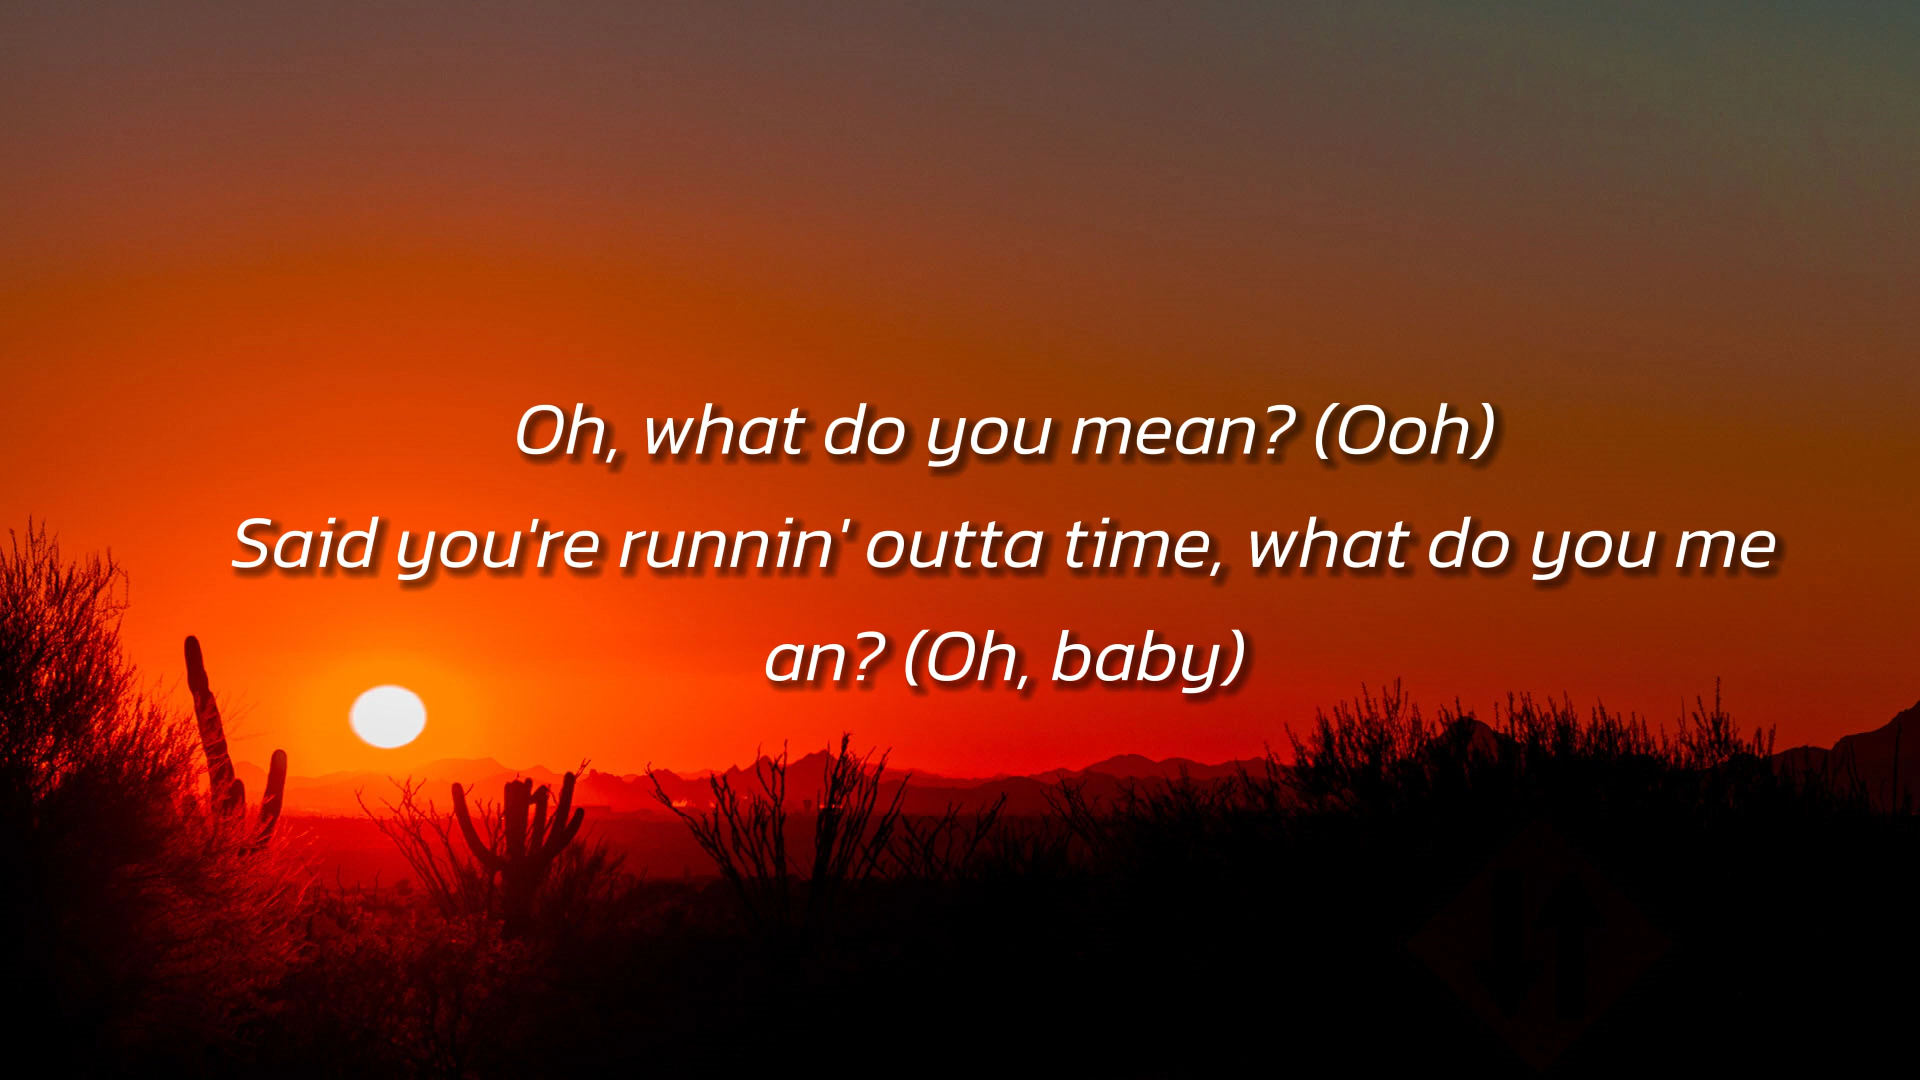 Oh, what do you mean? (Ooh)
Said you're runnin' outta time, what do you me
an? (Oh, baby)